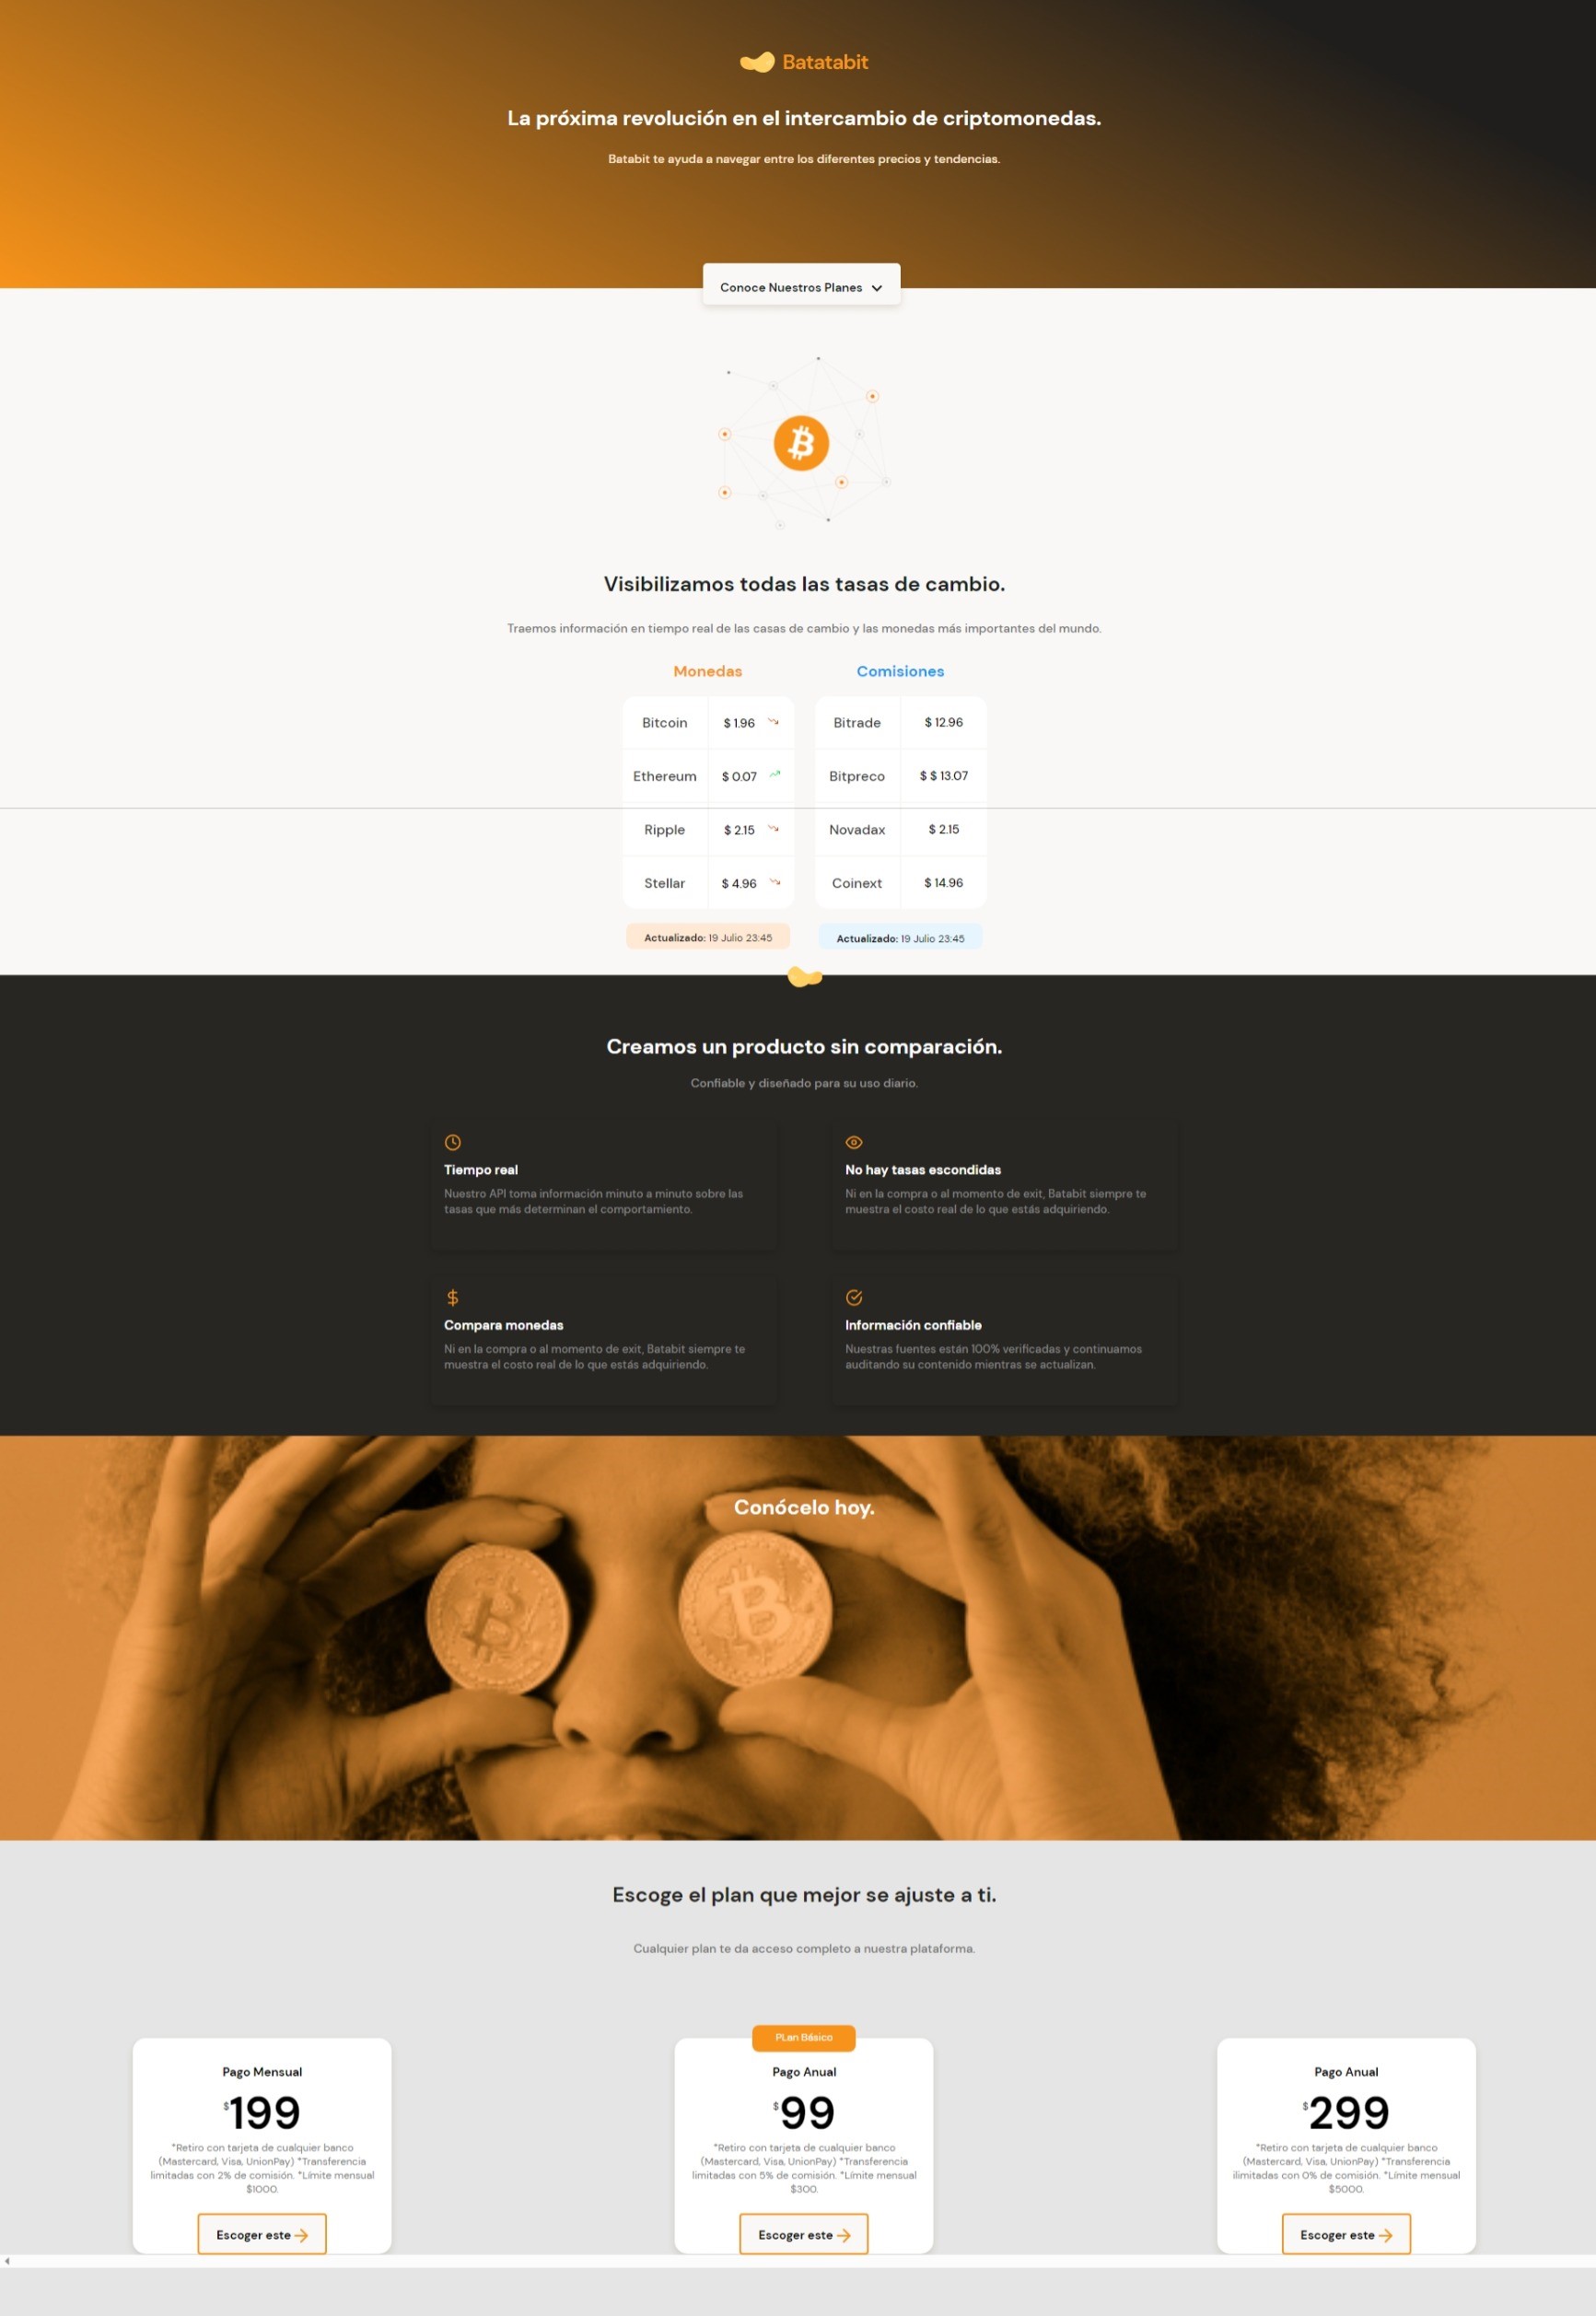 Batatabit
La próxima revolución en el intercambio de criptomonedas.
Batabit te ayuda a navegar entre los diferentes precios y tendencias.
Conoce Nuestros Planes
Visibilizamos todas las tasas de cambio.
Traemos información en tiempo real de las casas de cambio y las monedas más importantes del mundo.
Monedas
Bitcoin $ 1.96
Ethereum $ 0.07
Ripple $ 2.15
Stellar $ 4.96
Actualizado: 19 Julio 23:45
Comisiones
Bitrade $ 12.96
Bitpreco $ $ 13.07
Novadax $ 2.15
Coinext $ 14.96
Actualizado: 19 Julio 23:45
Creamos un producto sin comparación.
Confiable y diseñado para su uso diario.
Tiempo real
Nuestro API toma información minuto a minuto sobre las
tasas que más determinan el comportamiento.
No hay tasas escondidas
Ni en la compra o al momento de exit, Batabit siempre te
muestra el costo real de lo que estás adquiriendo.
Compara monedas
Ni en la compra o al momento de exit, Batabit siempre te
muestra el costo real de lo que estás adquiriendo.
Información confiable
Nuestras fuentes están 100% verificadas y continuamos
auditando su contenido mientras se actualizan.
Conócelo hoy.
Escoge el plan que mejor se ajuste a ti.
Cualquier plan te da acceso completo a nuestra plataforma.
Pago Mensual
$199
*Retiro con tarjeta de cualquier banco
(Mastercard, Visa, UnionPay) *Transferencia
limitadas con 2% de comisión. *Límite mensual
$1000.
Escoger este
PLan Básico
Pago Anual
$99
*Retiro con tarjeta de cualquier banco
(Mastercard, Visa, UnionPay) *Transferencia
limitadas con 5% de comisión. *Límite mensual
$300.
Escoger este
Pago Anual
$299
*Retiro con tarjeta de cualquier banco
(Mastercard, Visa, UnionPay) *Transferencia
ilimitadas con 0% de comisión. *Límite mensual
$5000.
Escoger este